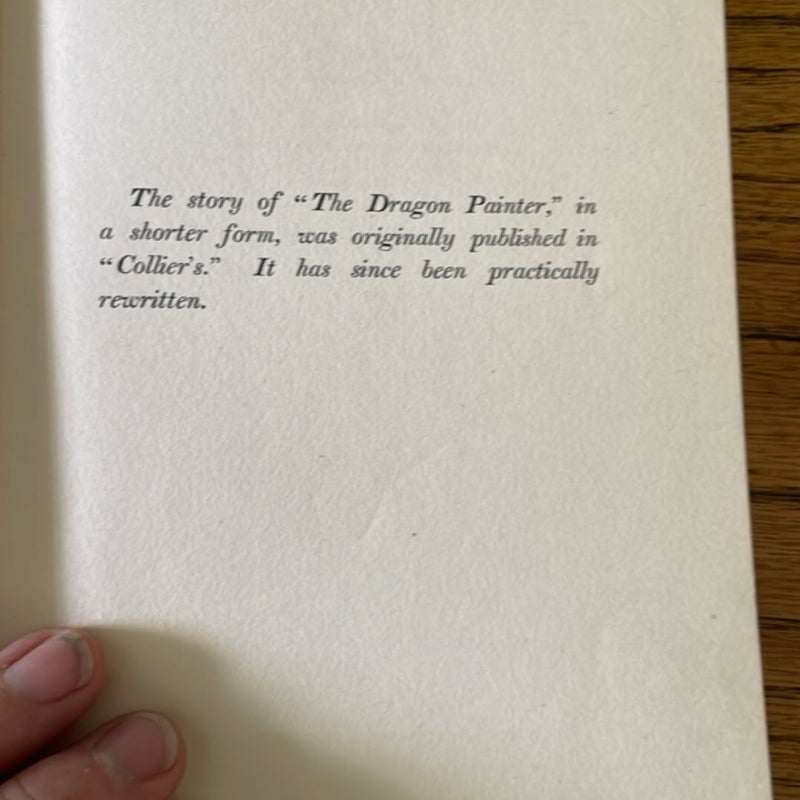 The story of “The Dragon Painter,” in
a shorter form, was originally published in
“Collier’s.” It has since been practically
rewritten.